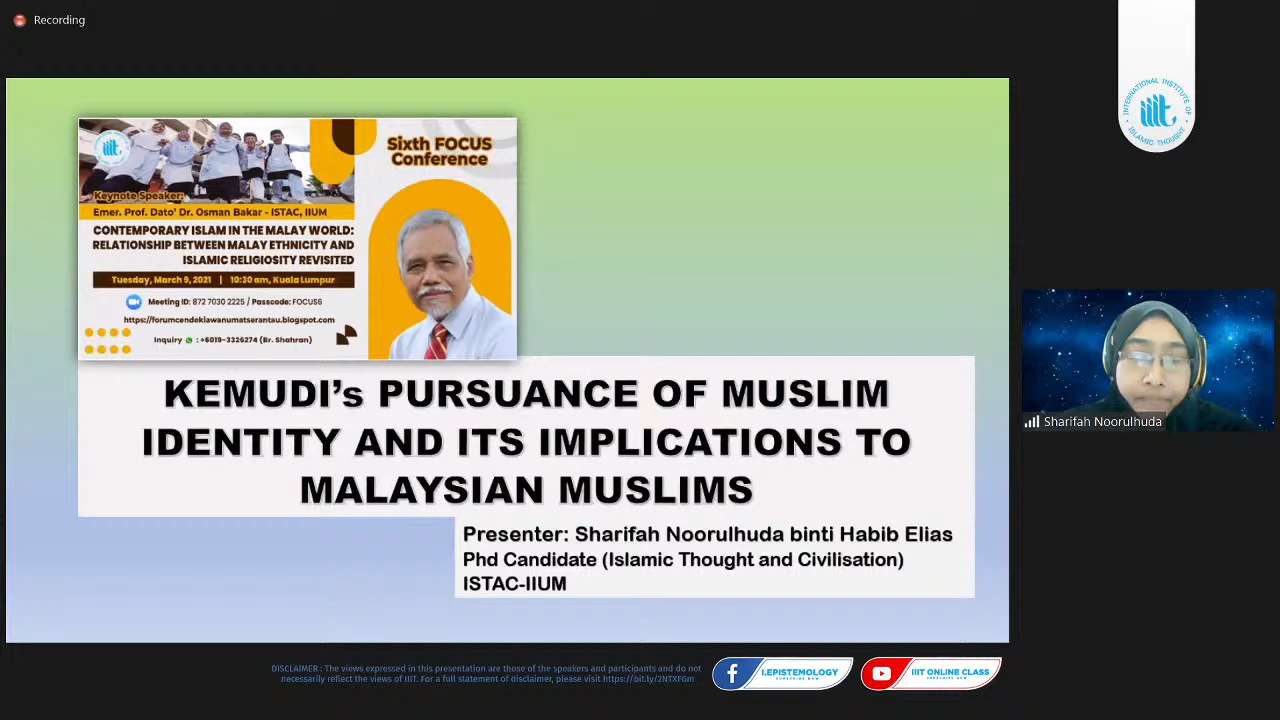 Recording
INTERNATIONAL INSTITUTE OF
ISLAMIC THOUGHT
iiit
Sixth FOCUS
Conference
Keynote Speaker:
Emer. Prof. Dato' Dr. Osman Bakar - ISTAC, IIUM
CONTEMPORARY ISLAM IN THE MALAY WORLD:
RELATIONSHIP BETWEEN MALAY ETHNICITY AND
ISLAMIC RELIGIOSITY REVISITED
Tuesday, March 9, 2021 | 10:30 am, Kuala Lumpur
Meeting ID: 872 7030 2225 / Passcode: FOCUS6
https://forumcendekiawanumatserantau.blogspot.com
Inquiry : +6019-3326274 (Br. Shahran)
KEMUDI's PURSUANCE OF MUSLIM
IDENTITY AND ITS IMPLICATIONS TO
MALAYSIAN MUSLIMS
Presenter: Sharifah Noorulhuda binti Habib Elias
Phd Candidate (Islamic Thought and Civilisation)
ISTAC-IIUM
Sharifah Noorulhuda
DISCLAIMER : The views expressed in this presentation are those of the speakers and participants and do not
necessarily reflect the views of IIIT. For a full statement of disclaimer, please visit https://bit.ly/2NTXFGm
I.EPISTEMOLOGY
SUBSCRIBE NOW
IIIT ONLINE CLASS
SUBSCRIBE NOW